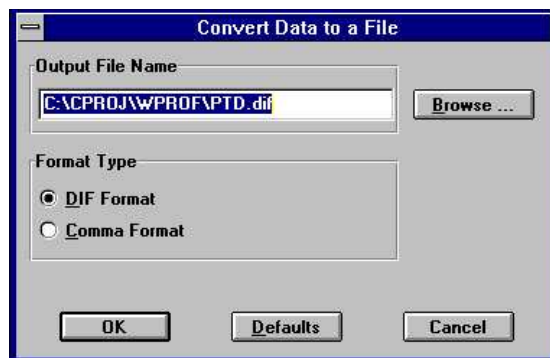 Convert Data to a File
Output File Name
C:\CPROJ\WPROF\PTD.dif
Browse ...
Format Type
DIF Format
Comma Format
OK
Defaults
Cancel